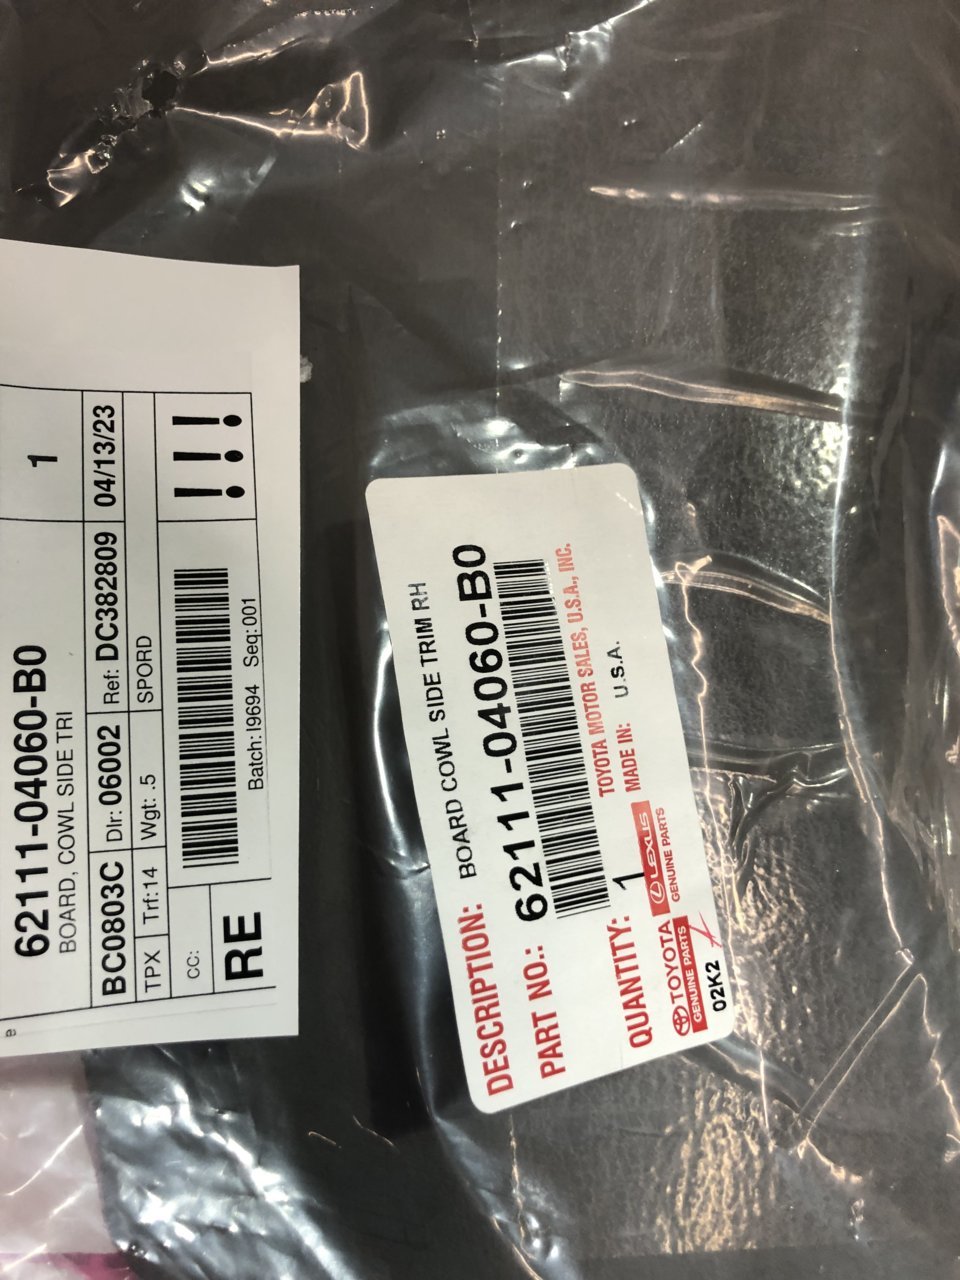 62111-04060-B0
1
BOARD, COWL SIDE TRI
BC0803C Dlr: 06002 Ref: DC382809 04/13/23
TPX Trf:14 Wgt: .5 SPORD
CC:
!!!
RE
Batch: I9694 Seq: 001
e
DESCRIPTION: BOARD COWL SIDE TRIM RH
PART NO.: 62111-04060-B0
TOYOTA MOTOR SALES, U.S.A., INC.
QUANTITY: 1 MADE IN: U.S.A.
TOYOTA
GENUINE PARTS
LEXUS
GENUINE PARTS
02K2